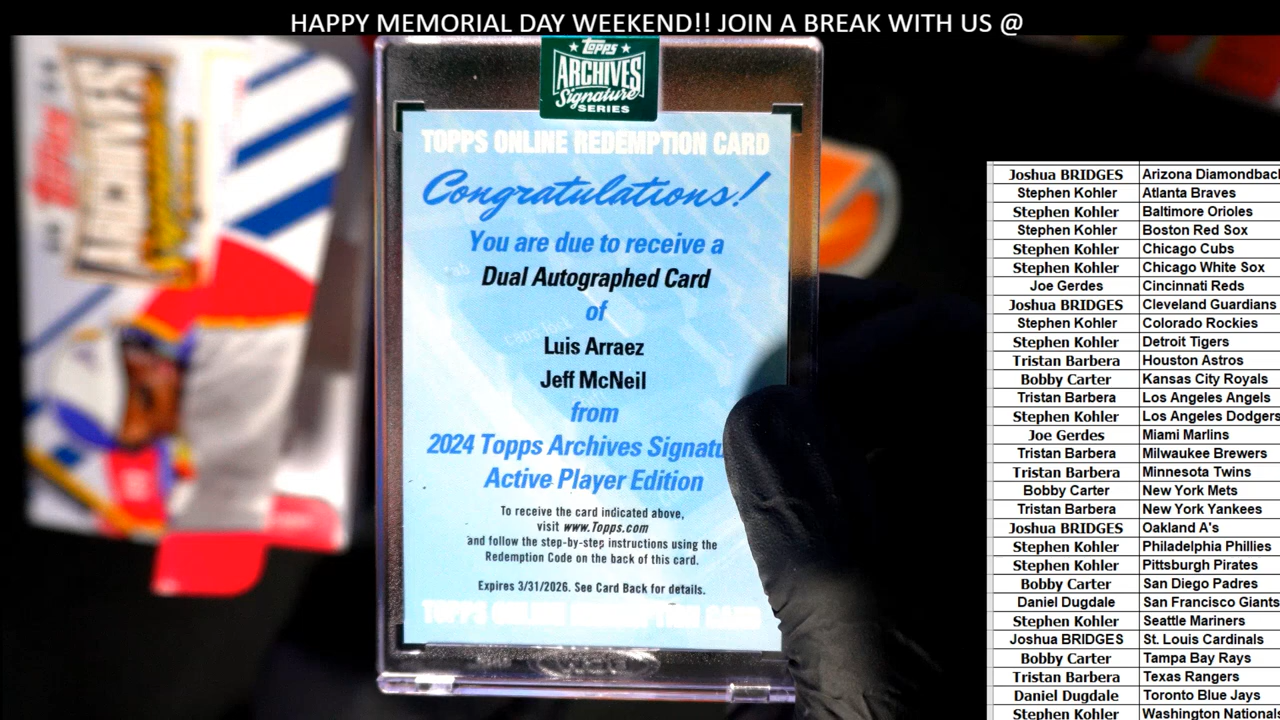 HAPPY MEMORIAL DAY WEEKEND!! JOIN A BREAK WITH US @
Topps
ARCHIVES
Signature
SERIES
TOPPS ONLINE REDEMPTION CARD
Congratulations!
You are due to receive a
Dual Autographed Card
of
Luis Arraez
Jeff McNeil
from
2024 Topps Archives Signatu
Active Player Edition
To receive the card indicated above,
visit www.Topps.com
and follow the step-by-step instructions using the
Redemption Code on the back of this card.
Expires 3/31/2026. See Card Back for details.
TOPPS ONLINE REDEMPTION CARD
Joshua BRIDGES Arizona Diamondback
Stephen Kohler Atlanta Braves
Stephen Kohler Baltimore Orioles
Stephen Kohler Boston Red Sox
Stephen Kohler Chicago Cubs
Stephen Kohler Chicago White Sox
Joe Gerdes Cincinnati Reds
Joshua BRIDGES Cleveland Guardians
Stephen Kohler Colorado Rockies
Stephen Kohler Detroit Tigers
Tristan Barbera Houston Astros
Bobby Carter Kansas City Royals
Tristan Barbera Los Angeles Angels
Stephen Kohler Los Angeles Dodgers
Joe Gerdes Miami Marlins
Tristan Barbera Milwaukee Brewers
Tristan Barbera Minnesota Twins
Bobby Carter New York Mets
Tristan Barbera New York Yankees
Joshua BRIDGES Oakland A's
Stephen Kohler Philadelphia Phillies
Stephen Kohler Pittsburgh Pirates
Bobby Carter San Diego Padres
Daniel Dugdale San Francisco Giants
Stephen Kohler Seattle Mariners
Joshua BRIDGES St. Louis Cardinals
Bobby Carter Tampa Bay Rays
Tristan Barbera Texas Rangers
Daniel Dugdale Toronto Blue Jays
Stephen Kohler Washington Nationals